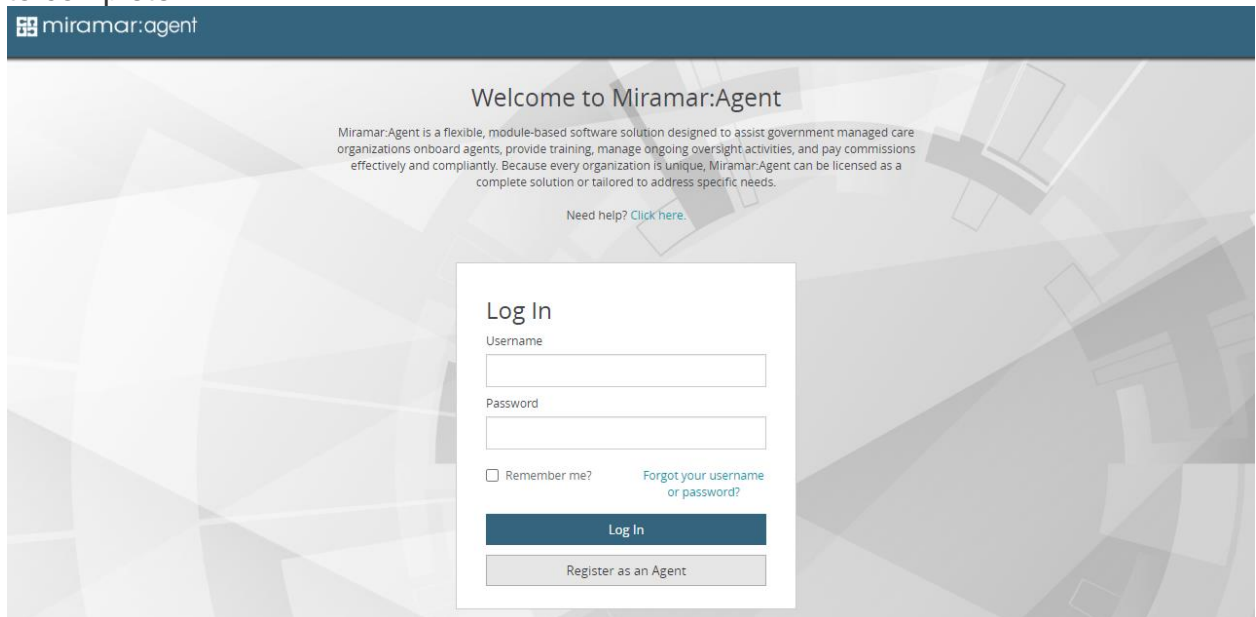 miramar:agent
Welcome to Miramar:Agent
Miramar:Agent is a flexible, module-based software solution designed to assist government managed care
organizations onboard agents, provide training, manage ongoing oversight activities, and pay commissions
effectively and compliantly. Because every organization is unique, Miramar:Agent can be licensed as a
complete solution or tailored to address specific needs.
Need help? Click here.
Log In
Username
Password
Remember me?
Forgot your username
or password?
Log In
Register as an Agent